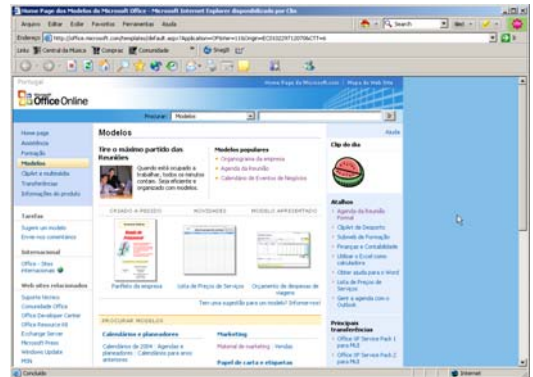 Home Page dos Modelos do Microsoft Office - Microsoft Internet Explorer disponibilizado por Clix
Arquivo Editar Exibir Favoritos Ferramentas Ajuda
Search
Endereço
Links Central da Música Compras Comunidade SnagIt
Portugal
Home Page da Microsoft.com | Mapa do Web Site
Microsoft
Office Online
Procurar: Modelos
Home page
Assistência
Formação
Modelos
ClipArt e multimédia
Transferências
Informações do produto
Tarefas
Sugerir um modelo
Envie-nos comentários
Internacional
Office - Sites internacionais
Web sites relacionados
Suporte técnico
Comunidade Office
Office Developer Center
Office Resource Kit
Exchange Server
Microsoft Press
Windows Update
MSN
Modelos
Ajuda
Tire o máximo partido das
Reuniões
Quando está ocupado a
trabalhar, todos os minutos
contam. Seja eficiente e
organizado com modelos.
Modelos populares
Organograma da empresa
Agenda da Reunião
Calendário de Eventos de Negócios
CRIADO A PEDIDO
NOVIDADES
MODELO APRESENTADO
Panfleto da empresa
Lista de Preços de Serviços
Orçamento de despesas de
viagens
Tem uma sugestão para um modelo? Informe-nos!
PROCURAR MODELOS
Calendários e planeadores
Calendários de 2004 | Agendas e
planeadores | Calendários para anos
anteriores
Marketing
Material de marketing | Vendas
Papel de carta e etiquetas
Clip do dia
Atalhos
Agenda da Reunião
Formal
ClipArt de Desporto
Subweb de Formação
Finanças e Contabilidade
Utilizar o Excel como
calculadora
Obter ajuda para o Word
Lista de Preços de
Serviços
Gerir a agenda com o
Outlook
Principais
transferências
Office XP Service Pack 1
para MUI
Office XP Service Pack 2
para MUI
Concluído
Internet